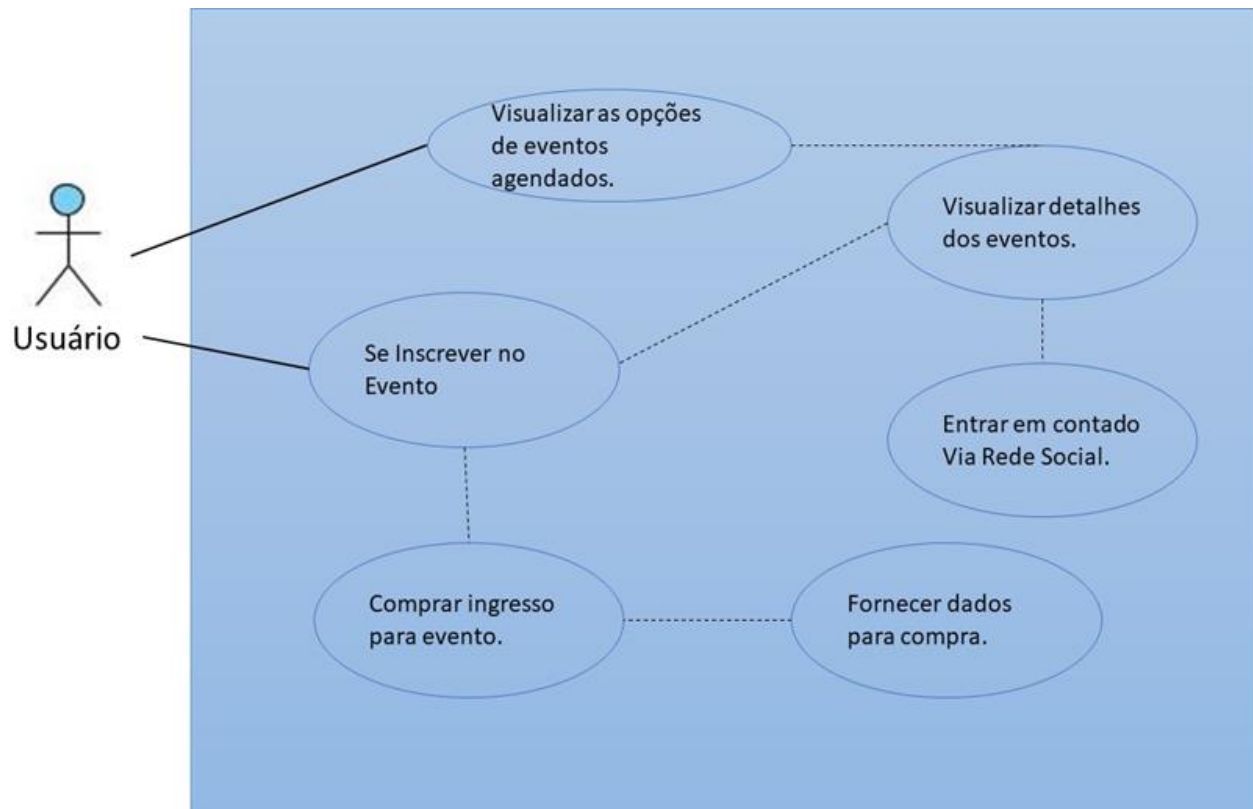 Visualizar as opções
de eventos
agendados.
Visualizar detalhes
dos eventos.
Usuário
Se Inscrever no
Evento
Entrar em contado
Via Rede Social.
Comprar ingresso
para evento.
Fornecer dados
para compra.